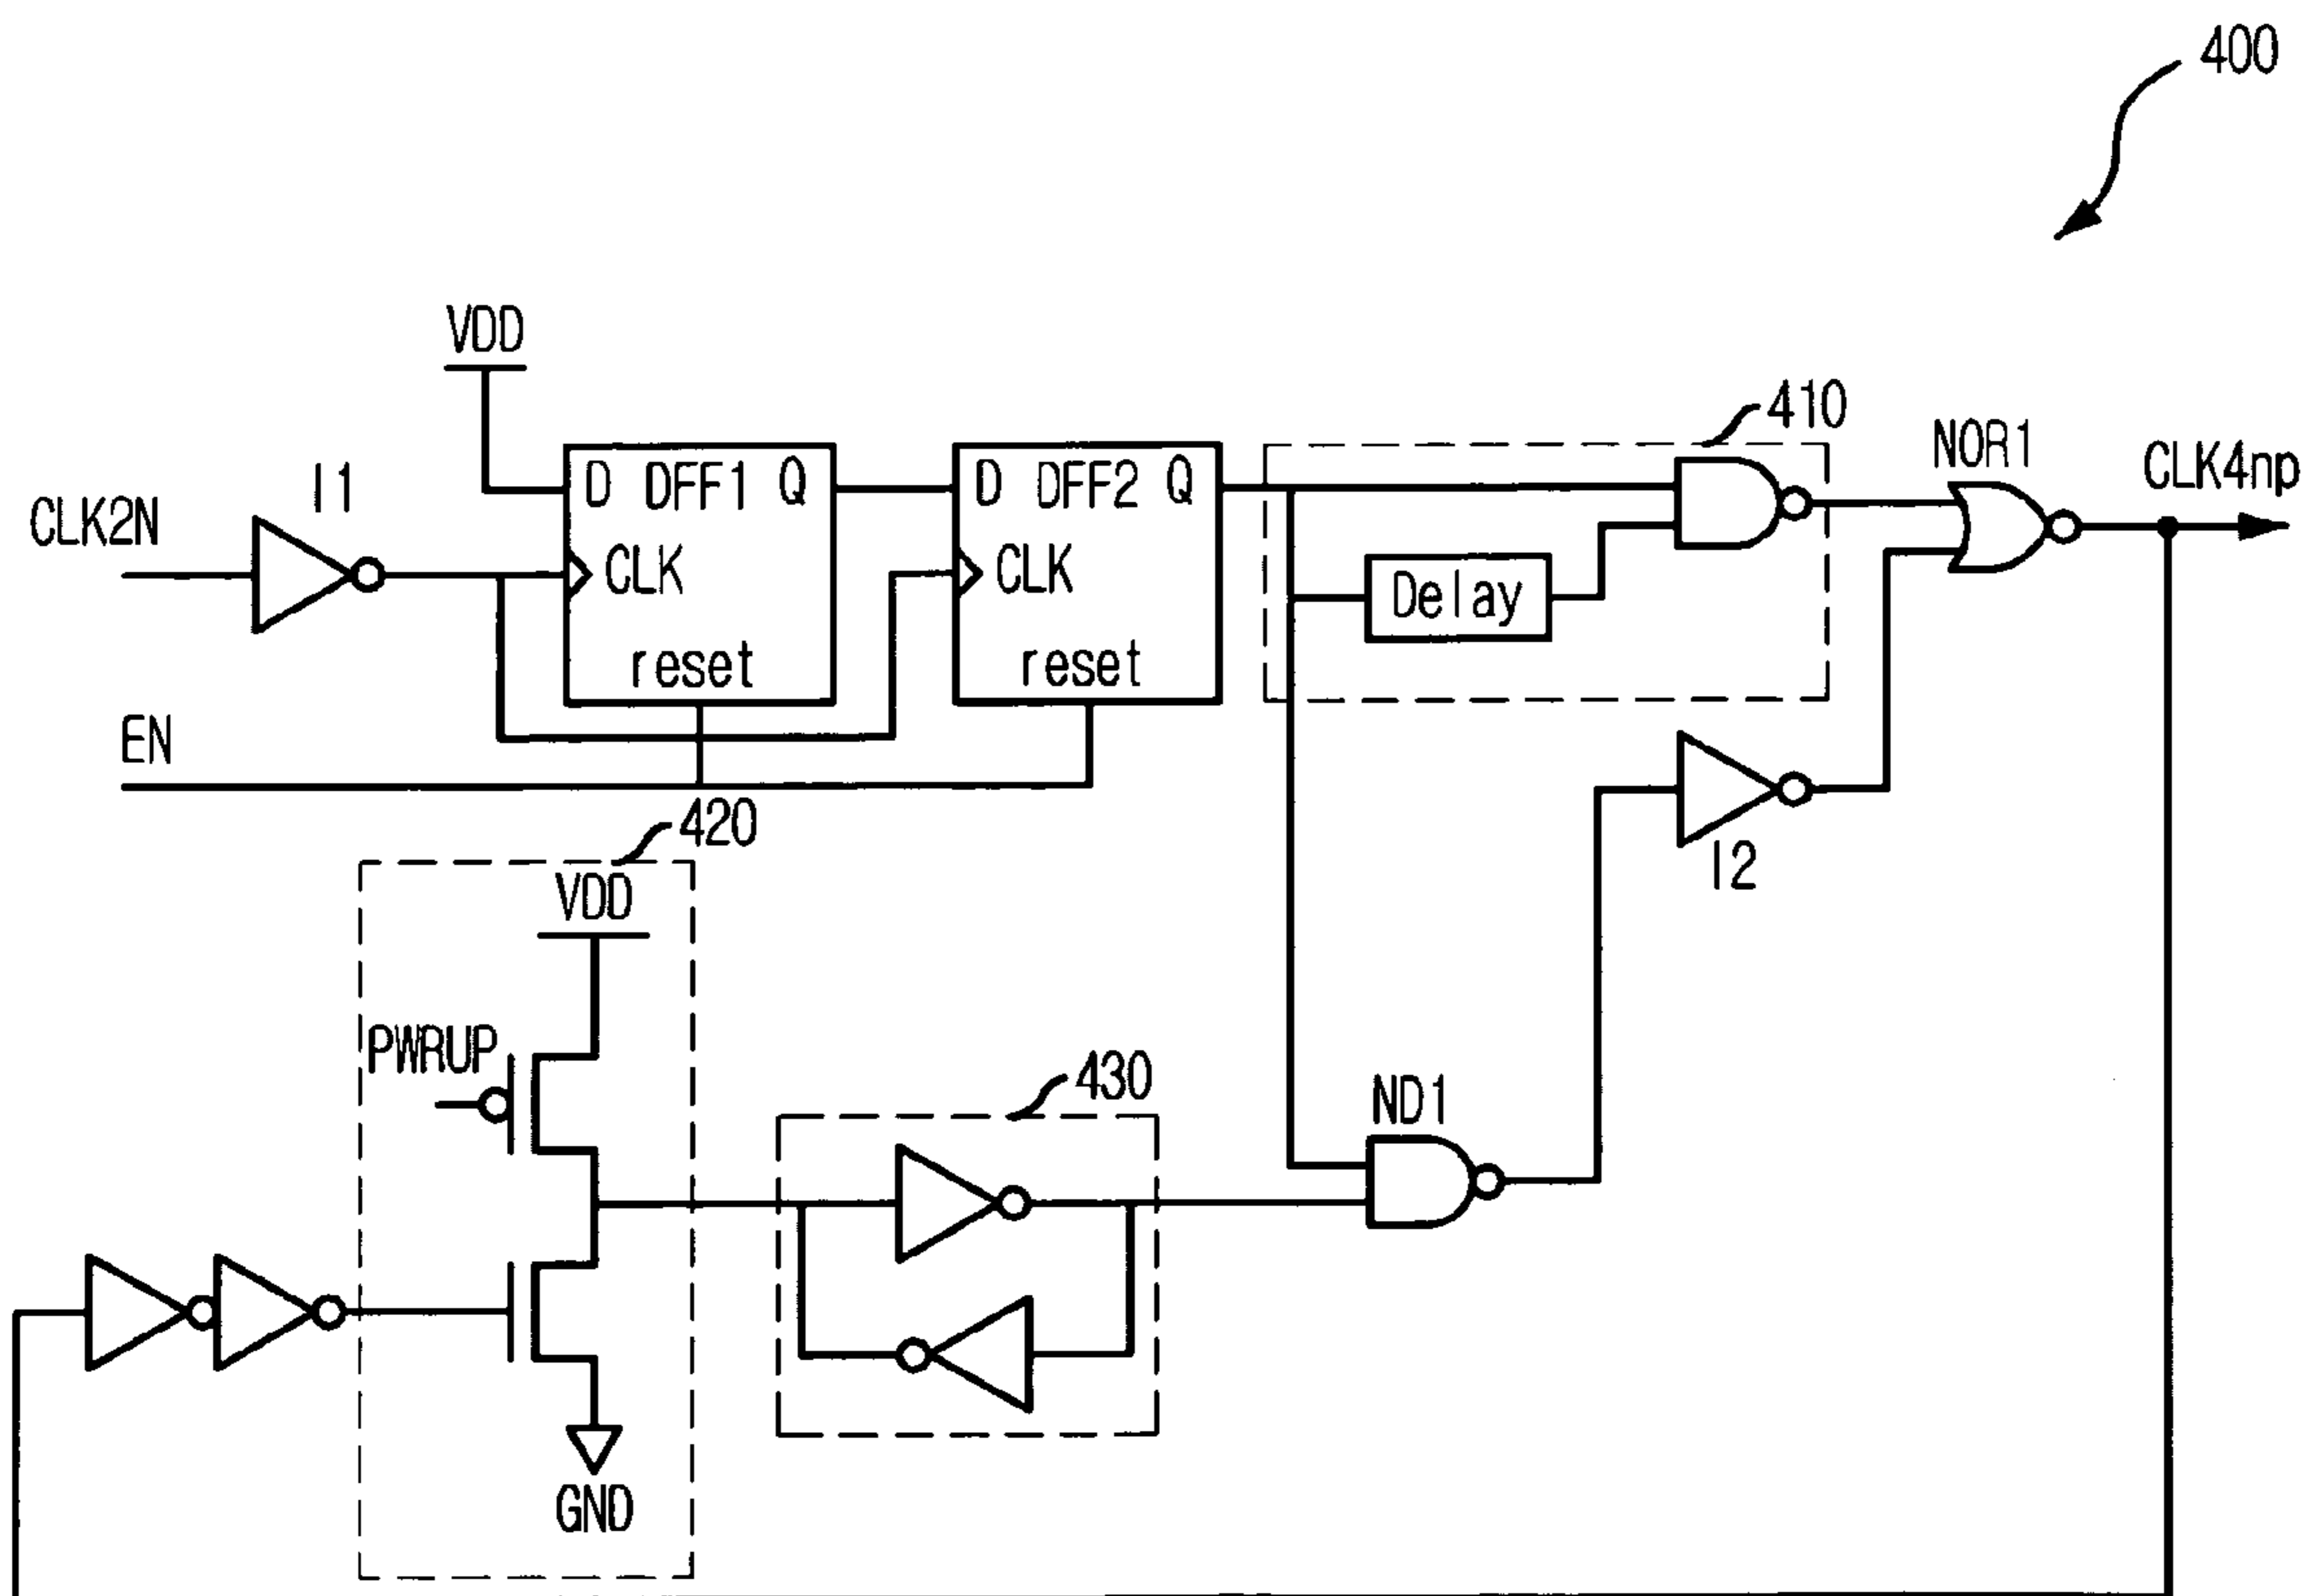 400
VDD
410
NOR1
CLK4np
I1
CLK2N
D DFF1 Q
CLK
reset
D DFF2 Q
CLK
reset
Delay
EN
I2
420
VDD
PWRUP
430
ND1
GND